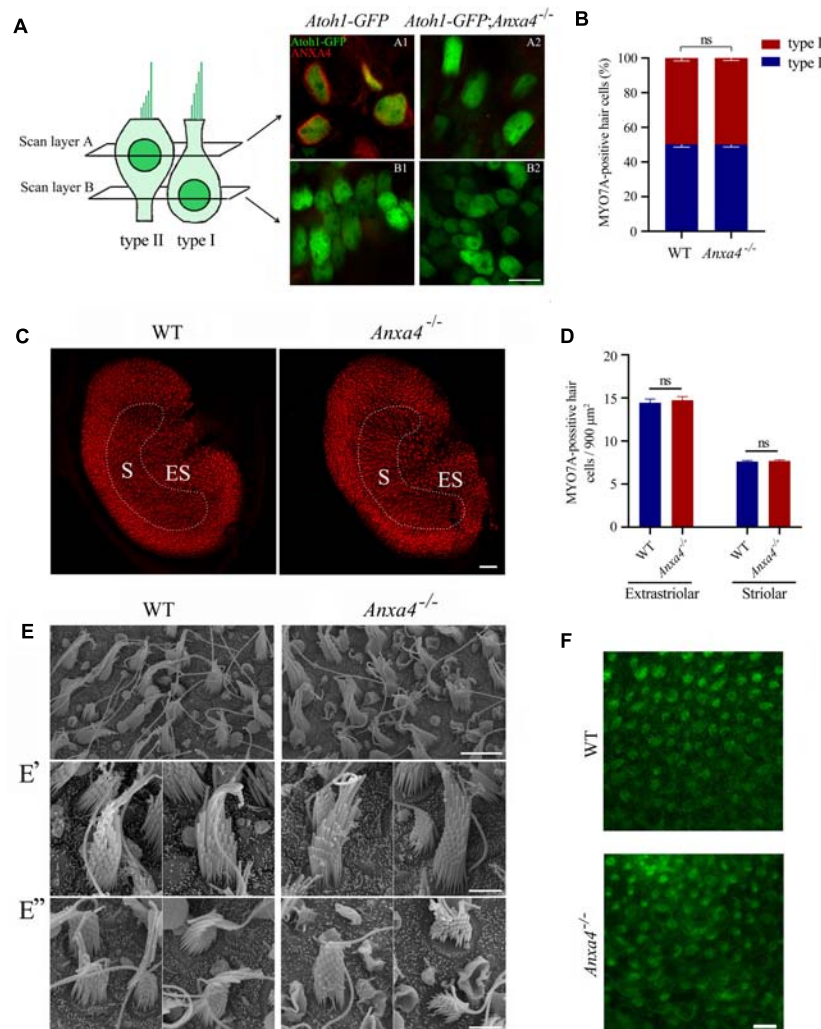 A
Atoh1-GFP
Atoh1-GFP;Anxa4-/-
Atoh1-GFP
ANXA4
A1
A2
Scan layer A
Scan layer B
B1
B2
type II
type I
B
MYO7A-positive hair cells (%)
100
80
60
40
20
0
ns
WT
Anxa4-/-
type I
type I
C
WT
Anxa4-/-
S
ES
S
ES
D
MYO7A-possitive hair
cells / 900 μm²
20
15
10
5
0
ns
ns
WT
Anxa4-/-
WT
Anxa4-/-
Extrastriolar
Striolar
WT
Anxa4-/-
E
E'
E"
F
WT
Anxa4-/-